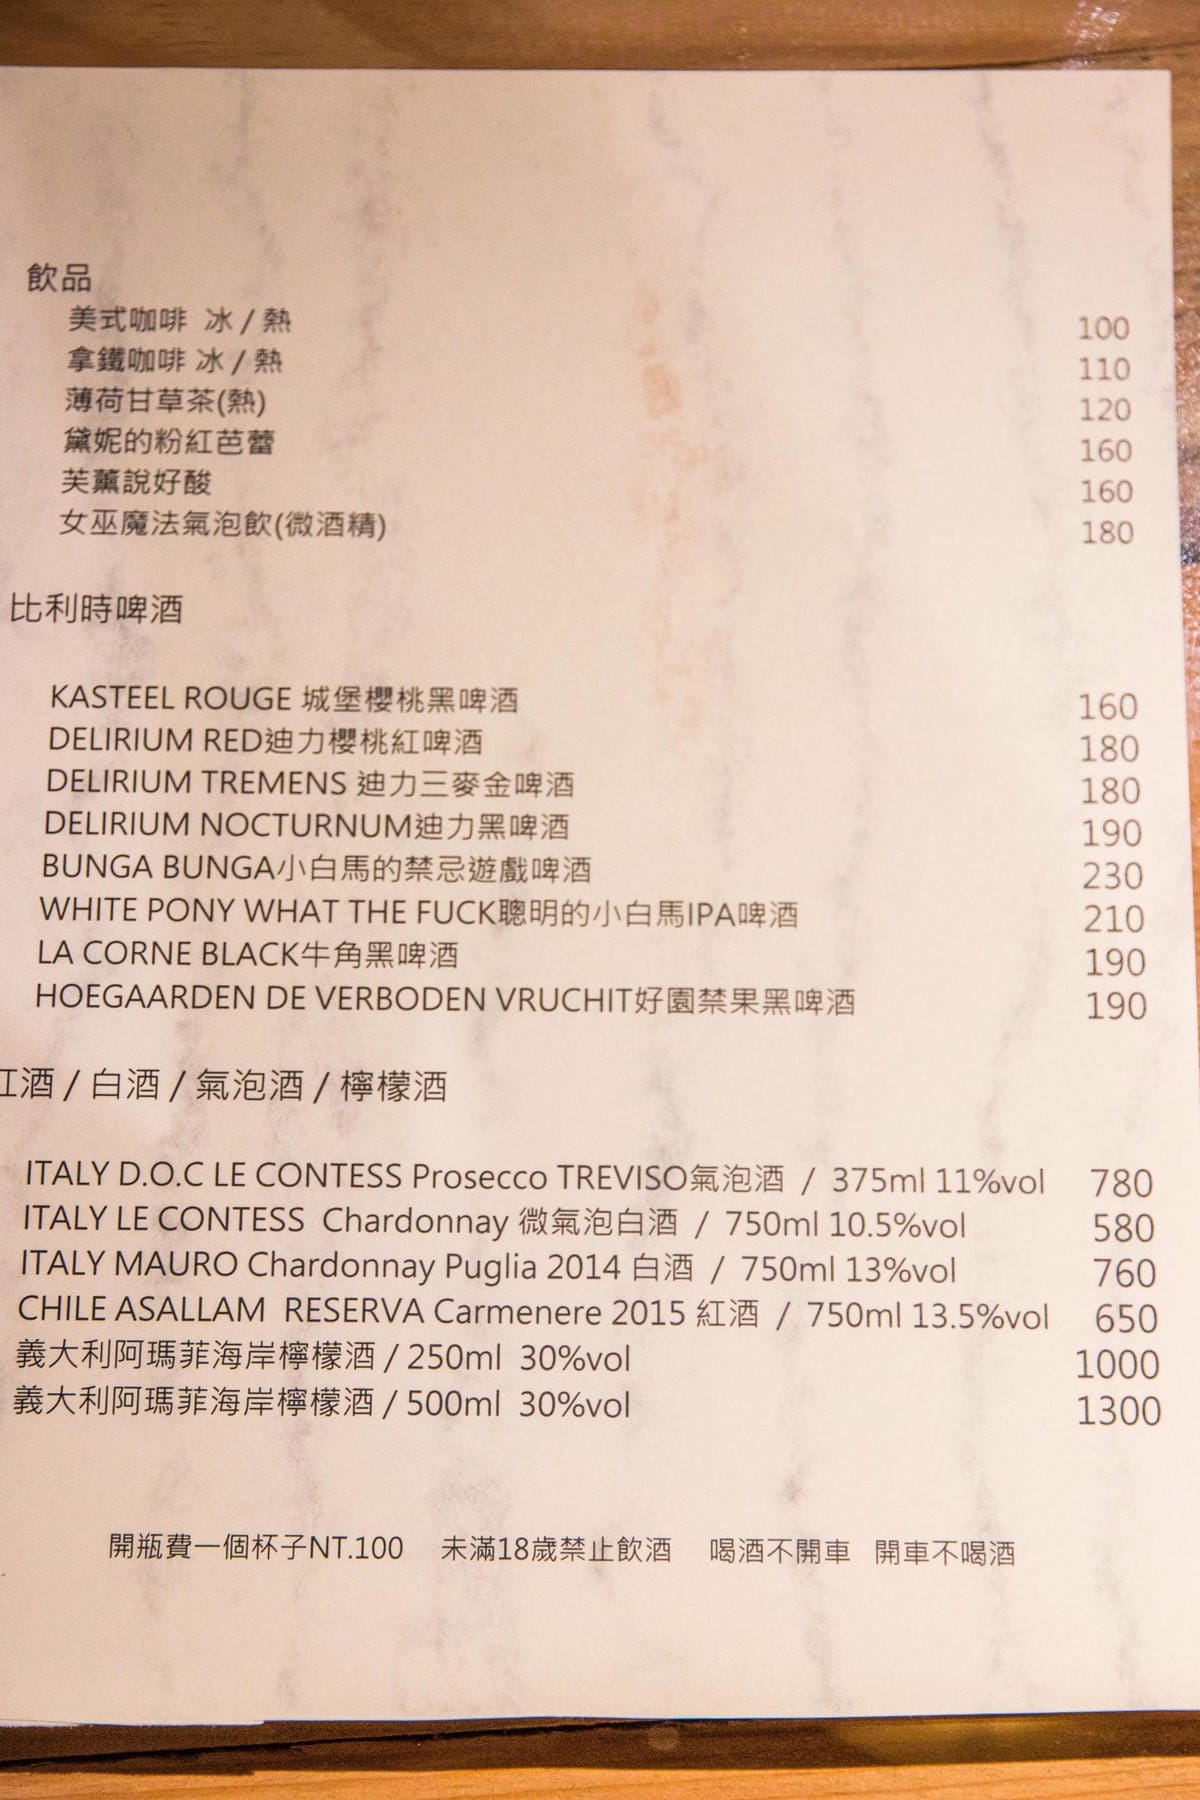 飲品
美式咖啡 冰 / 熱 100
拿鐵咖啡 冰 / 熱 110
薄荷甘草茶(熱) 120
黛妮的粉紅芭蕾 160
芙薰說好酸 160
女巫魔法氣泡飲(微酒精) 180
比利時啤酒
KASTEEL ROUGE 城堡櫻桃黑啤酒 160
DELIRIUM RED迪力櫻桃紅啤酒 180
DELIRIUM TREMENS 迪力三麥金啤酒 180
DELIRIUM NOCTURNUM迪力黑啤酒 190
BUNGA BUNGA小白馬的禁忌遊戲啤酒 230
WHITE PONY WHAT THE FUCK聰明的小白馬IPA啤酒 210
LA CORNE BLACK牛角黑啤酒 190
HOEGAARDEN DE VERBODEN VRUCHIT好園禁果黑啤酒 190
紅酒 / 白酒 / 氣泡酒 / 檸檬酒
ITALY D.O.C LE CONTESS Prosecco TREVISO氣泡酒 / 375ml 11%vol 780
ITALY LE CONTESS Chardonnay 微氣泡白酒 / 750ml 10.5%vol 580
ITALY MAURO Chardonnay Puglia 2014 白酒 / 750ml 13%vol 760
CHILE ASALLAM RESERVA Carmenere 2015 紅酒 / 750ml 13.5%vol 650
義大利阿瑪菲海岸檸檬酒 / 250ml 30%vol 1000
義大利阿瑪菲海岸檸檬酒 / 500ml 30%vol 1300
開瓶費一個杯子NT.100 未滿18歲禁止飲酒 喝酒不開車 開車不喝酒